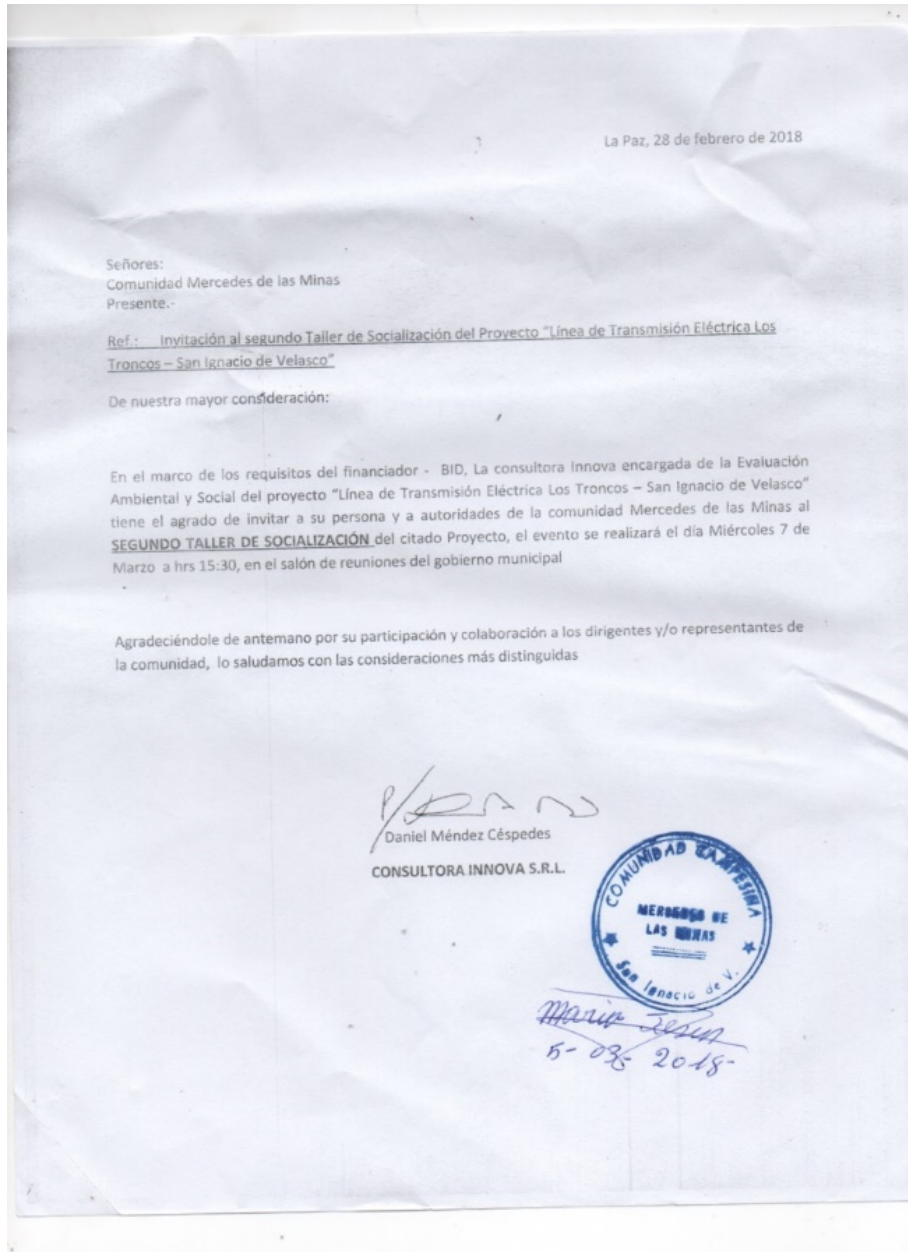 La Paz, 28 de febrero de 2018
Señores:
Comunidad Mercedes de las Minas
Presente.-
Ref.: Invitación al segundo Taller de Socialización del Proyecto "Línea de Transmisión Eléctrica Los
Troncos – San Ignacio de Velasco"
De nuestra mayor consideración:
En el marco de los requisitos del financiador - BID, La consultora Innova encargada de la Evaluación
Ambiental y Social del proyecto "Línea de Transmisión Eléctrica Los Troncos – San Ignacio de Velasco"
tiene el agrado de invitar a su persona y a autoridades de la comunidad Mercedes de las Minas al
SEGUNDO TALLER DE SOCIALIZACIÓN del citado Proyecto, el evento se realizará el día Miércoles 7 de
Marzo a hrs 15:30, en el salón de reuniones del gobierno municipal
Agradeciéndole de antemano por su participación y colaboración a los dirigentes y/o representantes de
la comunidad, lo saludamos con las consideraciones más distinguidas
P/
Daniel Méndez Céspedes
CONSULTORA INNOVA S.R.L.
COMUNIDAD CAMPESINA
MERCEDES DE
LAS MINAS
San Ignacio de V.
5-03-2018-